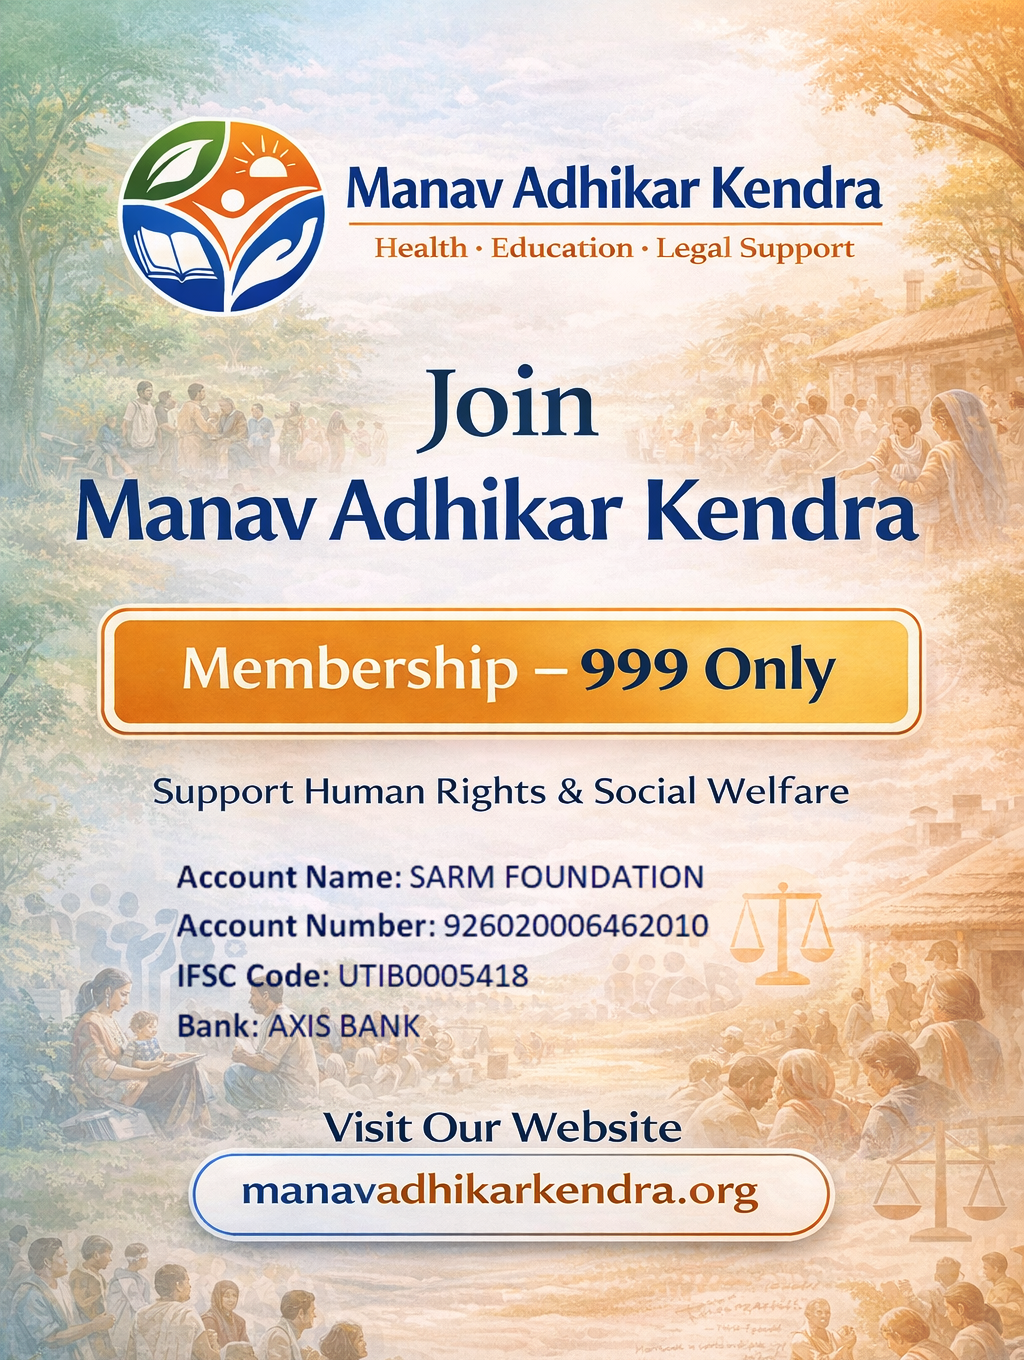 Manav Adhikar Kendra
Health · Education · Legal Support
Join
Manav Adhikar Kendra
Membership – 999 Only
Support Human Rights & Social Welfare
Account Name: SARM FOUNDATION
Account Number: 926020006462010
IFSC Code: UTIB0005418
Bank: AXIS BANK
Visit Our Website
manavadhikarkendra.org